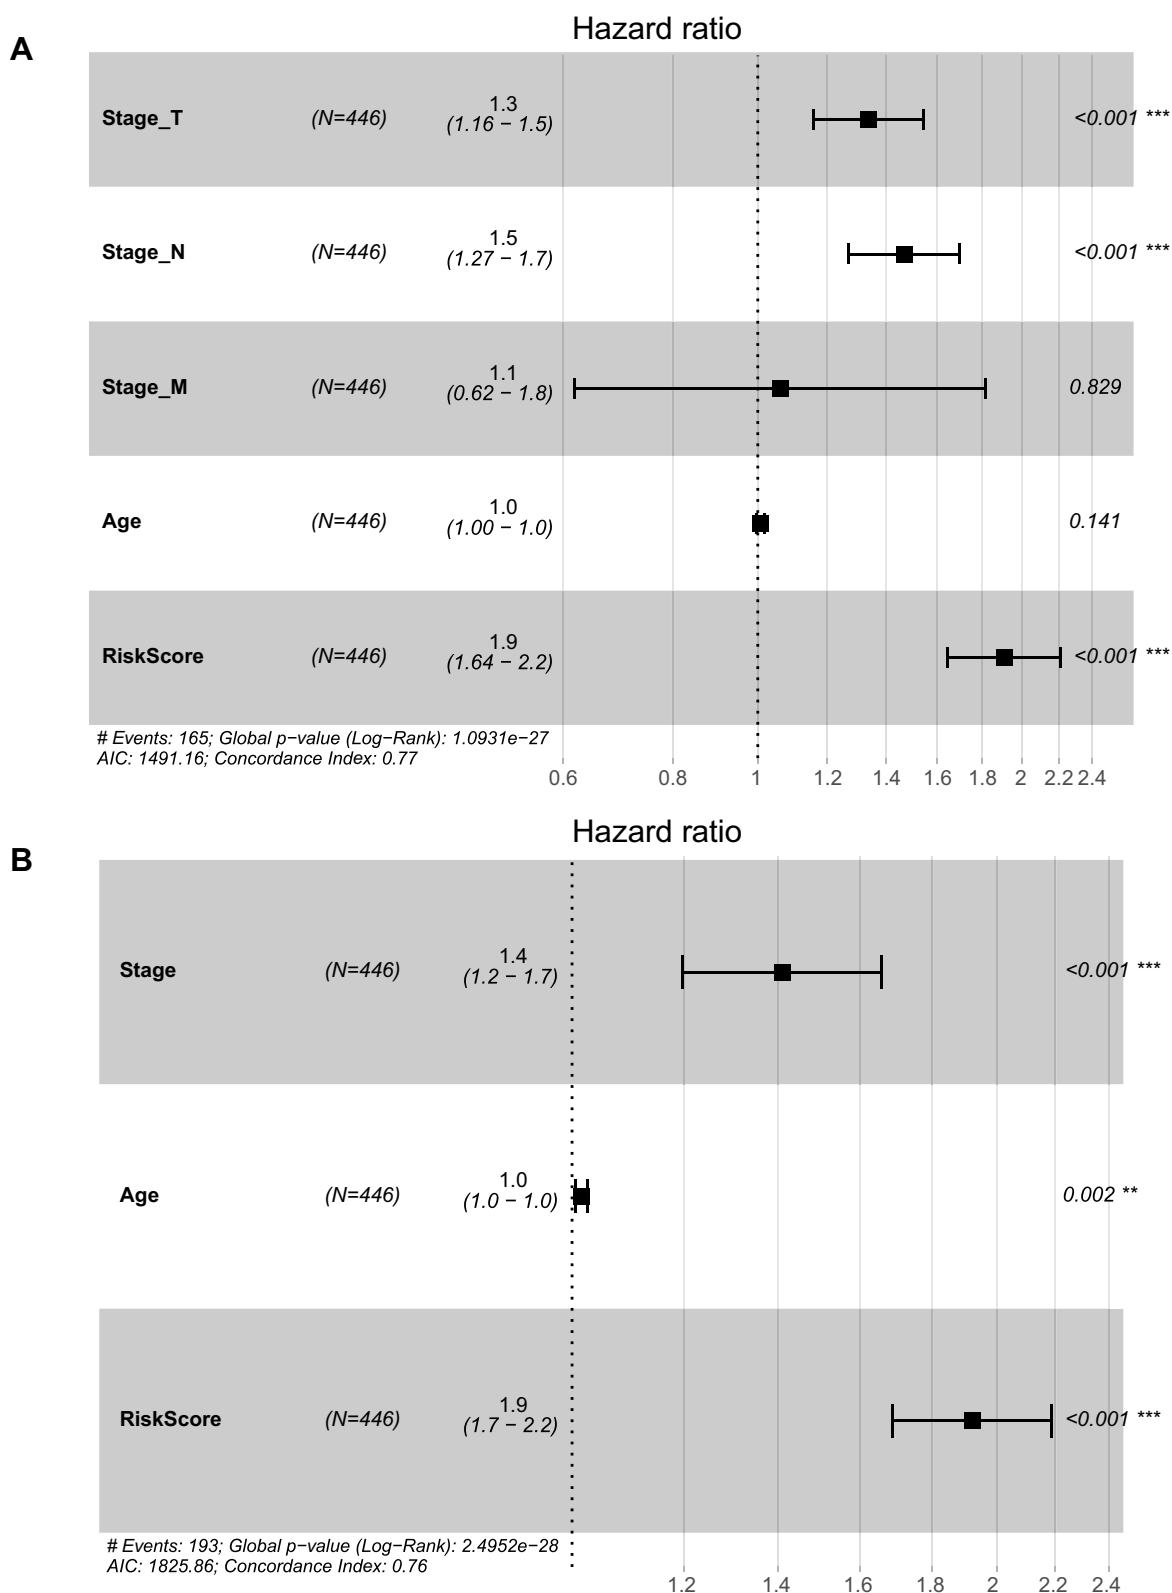 A
Hazard ratio
Stage_T (N=446) 1.3 (1.16 − 1.5) <0.001 ***
Stage_N (N=446) 1.5 (1.27 − 1.7) <0.001 ***
Stage_M (N=446) 1.1 (0.62 − 1.8) 0.829
Age (N=446) 1.0 (1.00 − 1.0) 0.141
RiskScore (N=446) 1.9 (1.64 − 2.2) <0.001 ***
# Events: 165; Global p−value (Log−Rank): 1.0931e−27
AIC: 1491.16; Concordance Index: 0.77
0.6 0.8 1 1.2 1.4 1.6 1.8 2 2.2 2.4
B
Hazard ratio
Stage (N=446) 1.4 (1.2 − 1.7) <0.001 ***
Age (N=446) 1.0 (1.0 − 1.0) 0.002 **
RiskScore (N=446) 1.9 (1.7 − 2.2) <0.001 ***
# Events: 193; Global p−value (Log−Rank): 2.4952e−28
AIC: 1825.86; Concordance Index: 0.76
1.2 1.4 1.6 1.8 2 2.2 2.4